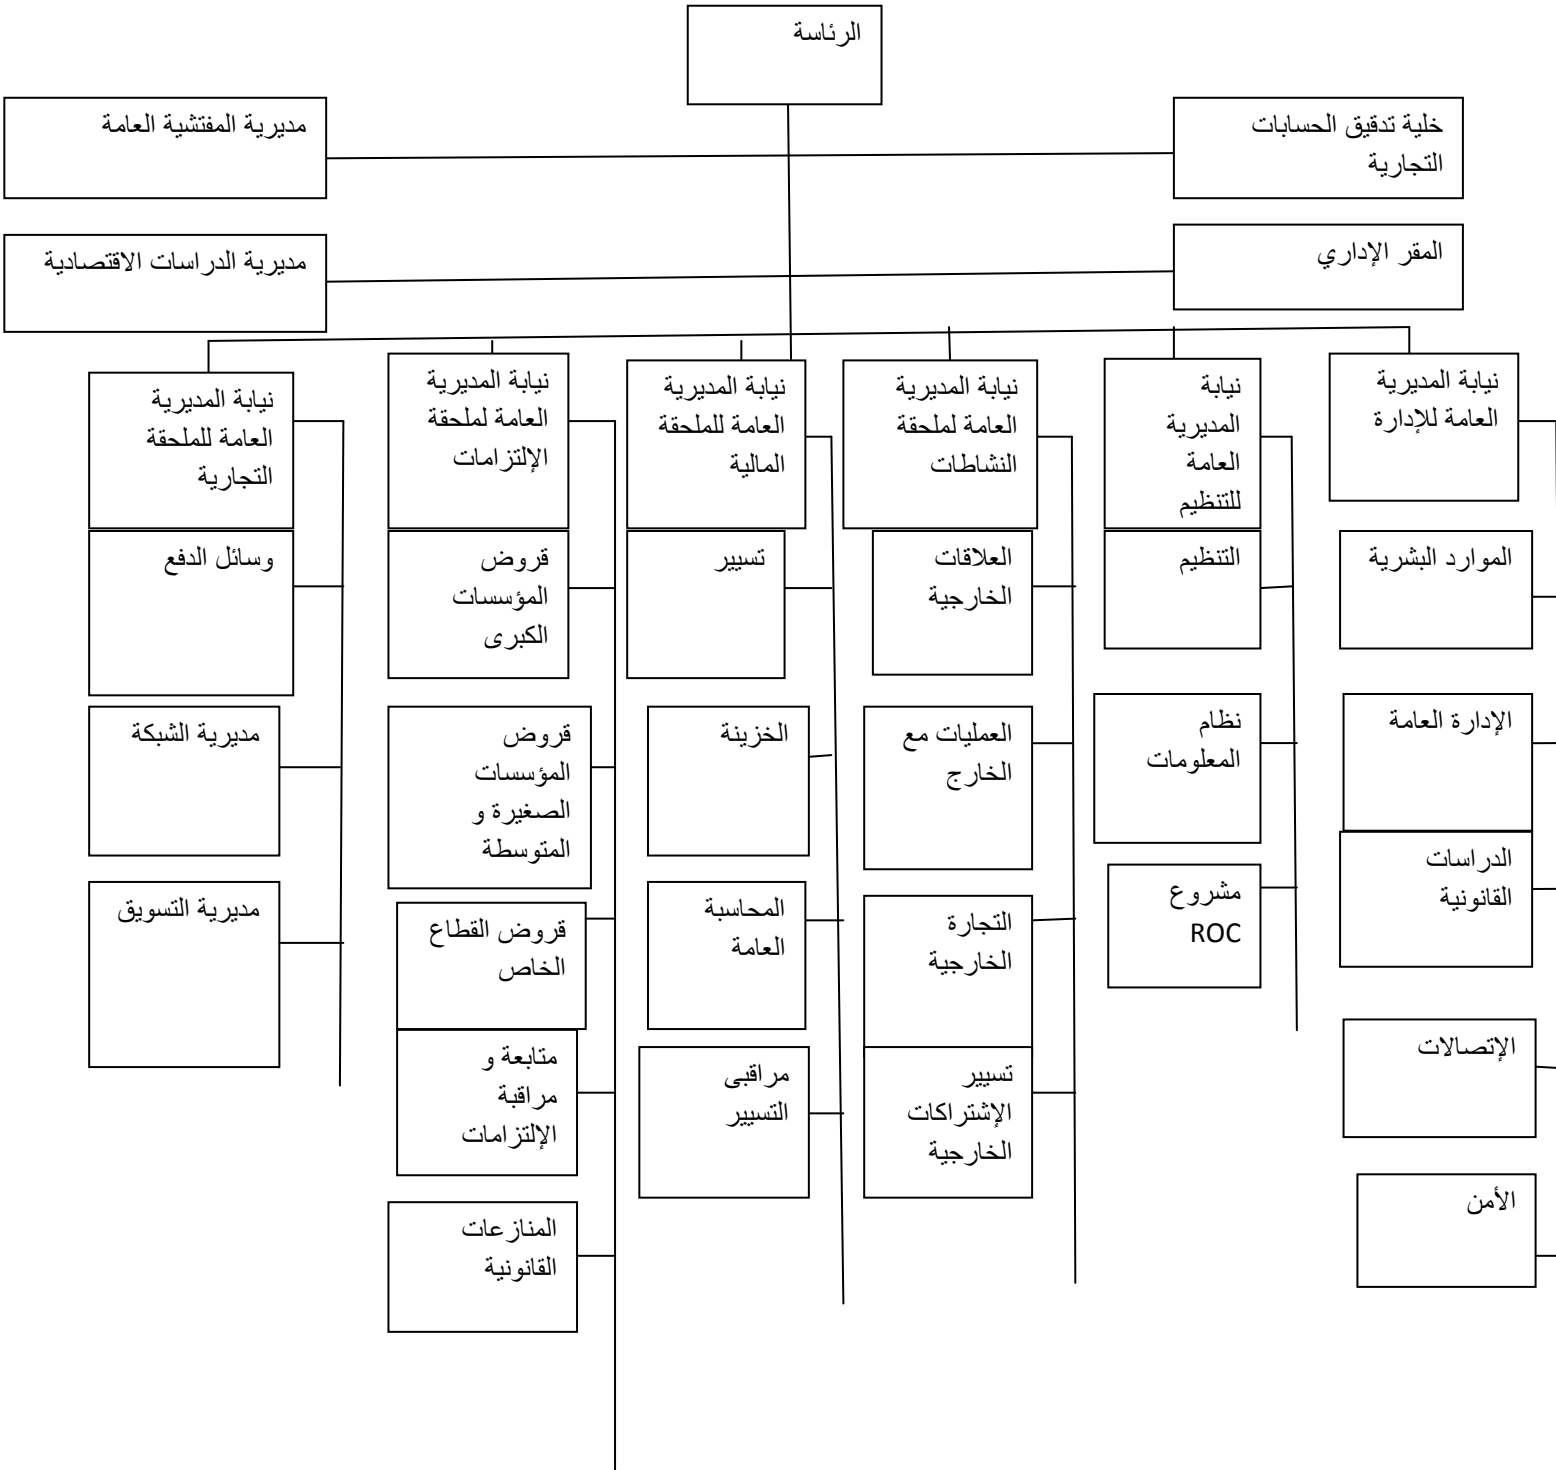 الرئاسة
خلية تدقيق الحسابات
التجارية
مديرية المفتشية العامة
المقر الإداري
مديرية الدراسات الاقتصادية
نيابة المديرية
العامة للإدارة
الموارد البشرية
الإدارة العامة
الدراسات
القانونية
الإتصالات
الأمن
نيابة
المديرية
العامة
للتنظيم
التنظيم
نظام
المعلومات
مشروع
ROC
نيابة المديرية
العامة لملحقة
النشاطات
العلاقات
الخارجية
العمليات مع
الخارج
التجارة
الخارجية
تسيير
الإشتراكات
الخارجية
نيابة المديرية
العامة للملحقة
المالية
تسيير
الخزينة
المحاسبة
العامة
مراقبى
التسيير
نيابة المديرية
العامة لملحقة
الإلتزامات
قروض
المؤسسات
الكبرى
قروض
المؤسسات
الصغيرة و
المتوسطة
قروض القطاع
الخاص
متابعة و
مراقبة
الإلتزامات
المنازعات
القانونية
نيابة المديرية
العامة للملحقة
التجارية
وسائل الدفع
مديرية الشبكة
مديرية التسويق